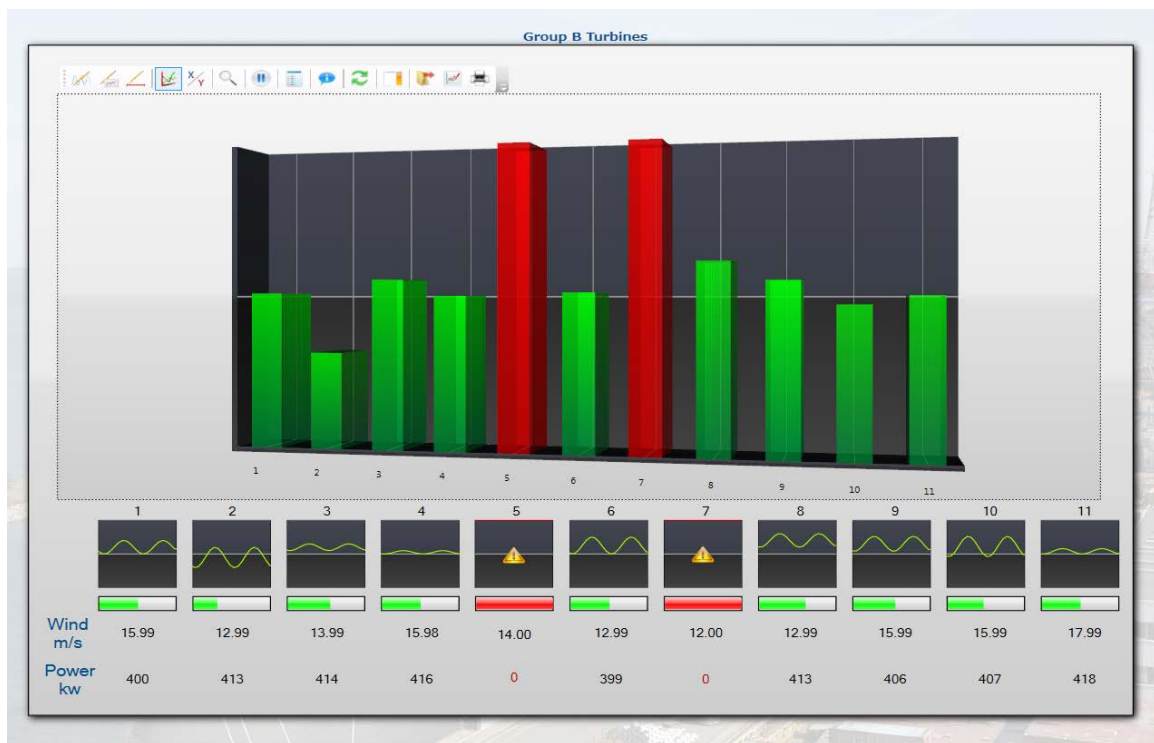 Group B Turbines
X/Y
1 2 3 4 5 6 7 8 9 10 11
1 2 3 4 5 6 7 8 9 10 11
Wind m/s 15.99 12.99 13.99 15.98 14.00 12.99 12.00 12.99 15.99 15.99 17.99
Power kw 400 413 414 416 0 399 0 413 406 407 418